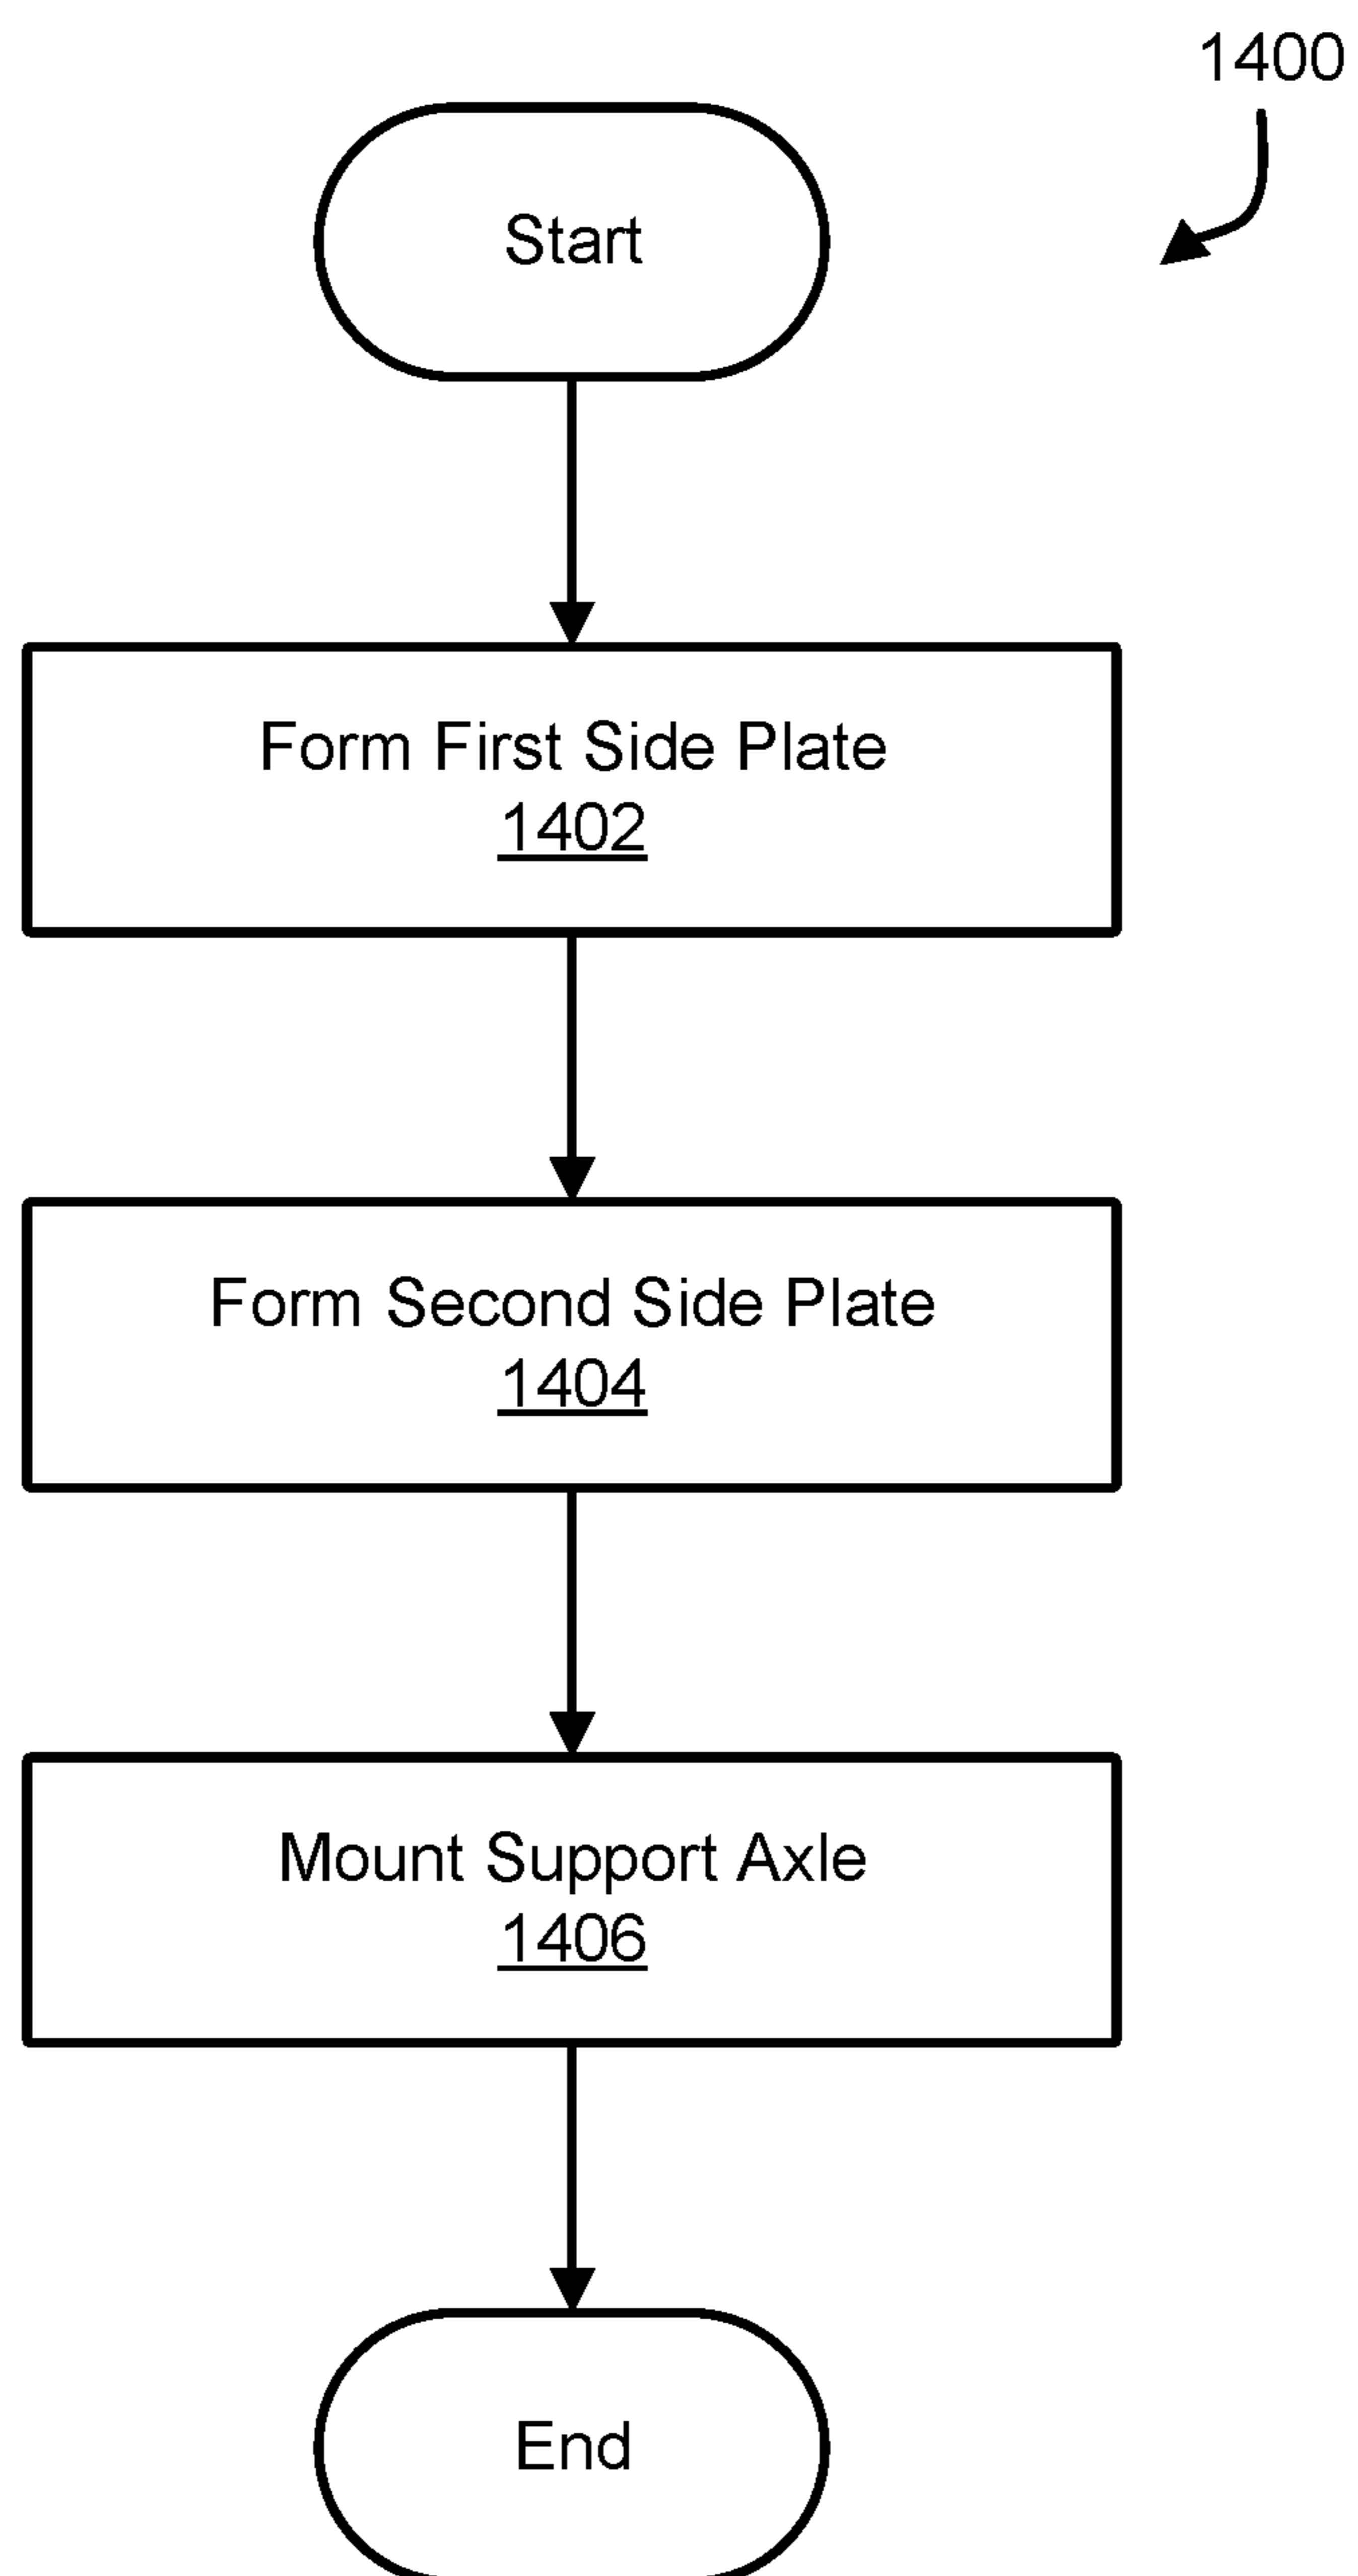 1400
Start
Form First Side Plate
1402
Form Second Side Plate
1404
Mount Support Axle
1406
End